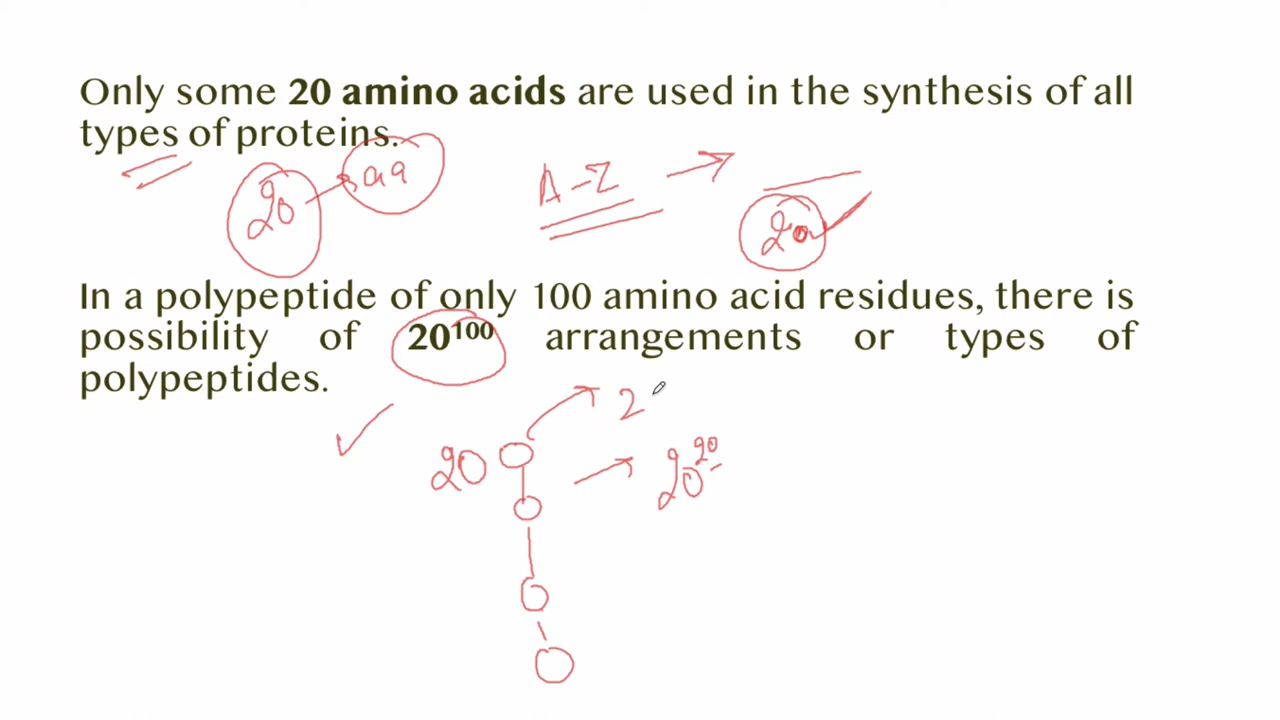 Only some 20 amino acids are used in the synthesis of all
types of proteins.
20 aa A-Z
20
In a polypeptide of only 100 amino acid residues, there is
possibility of 20¹⁰⁰ arrangements or types of
polypeptides.
2
20 20²⁰